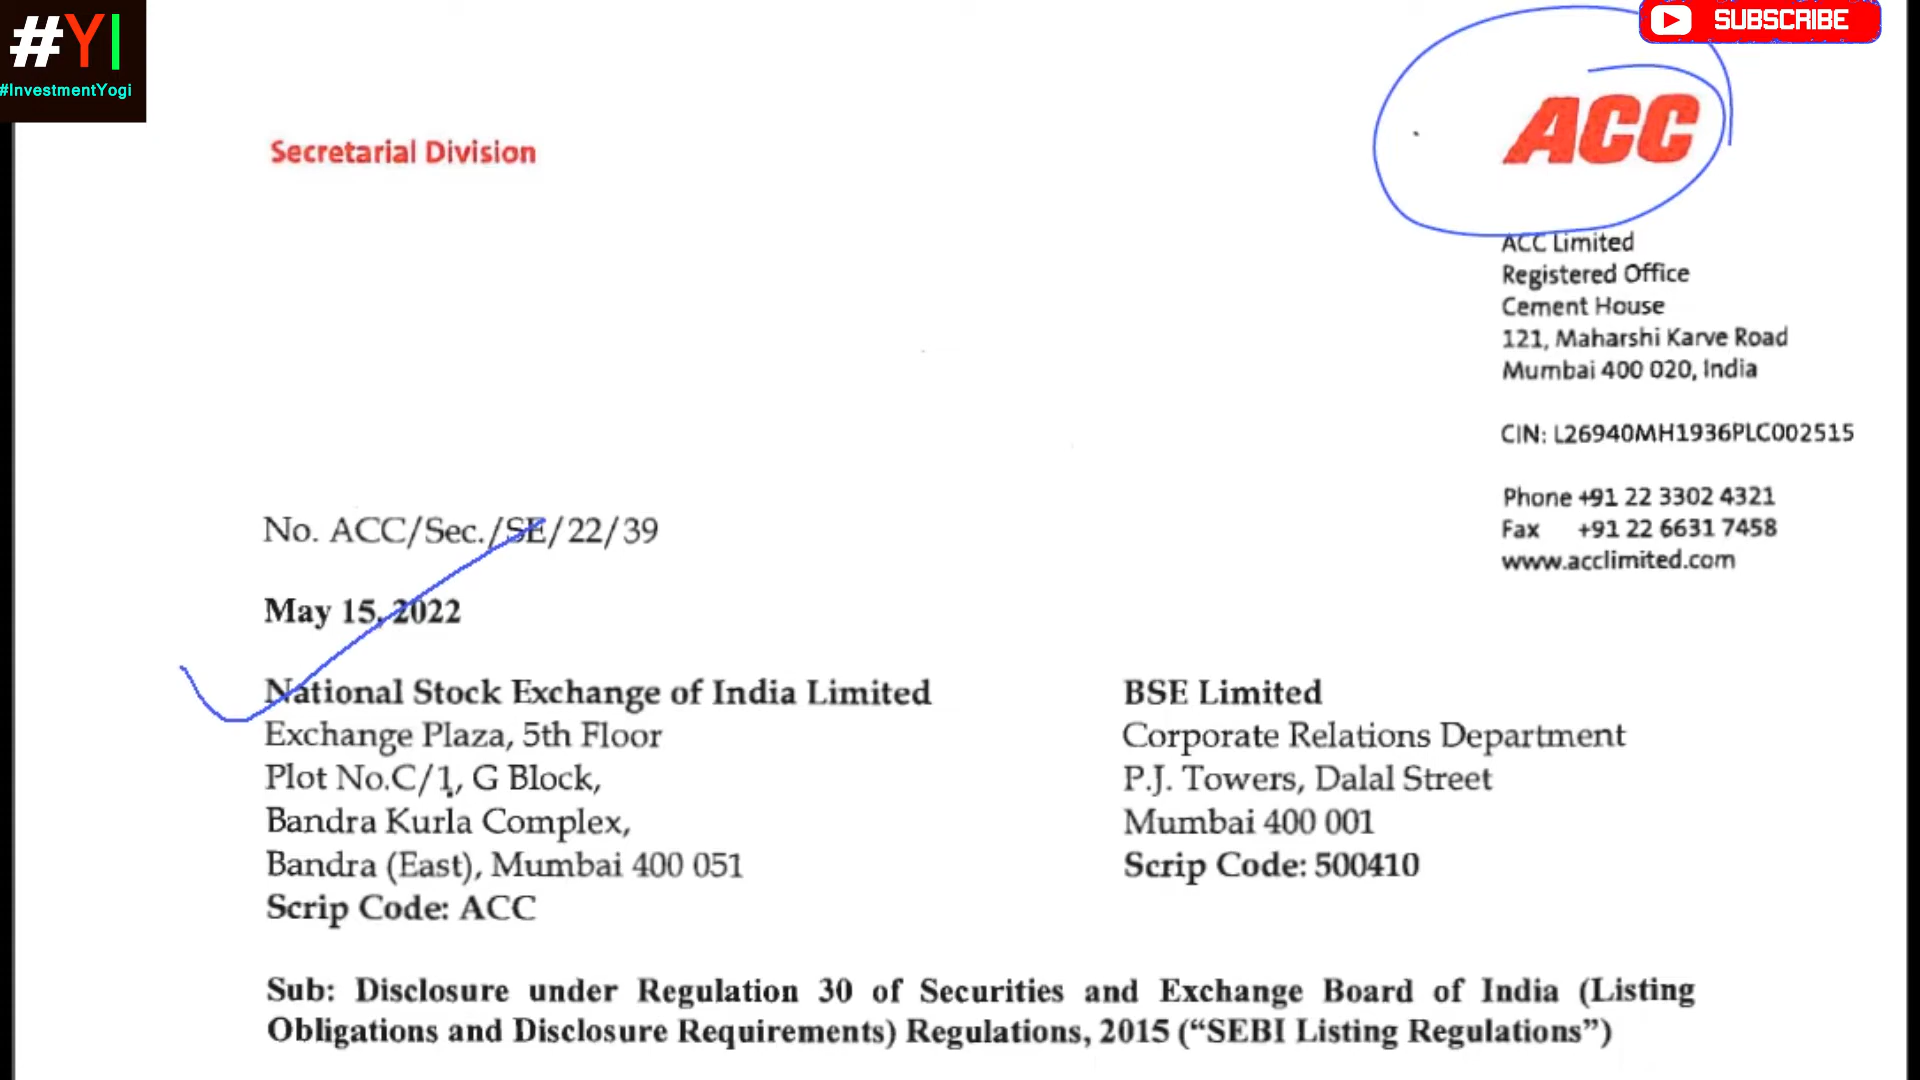 #YI
#InvestmentYogi
SUBSCRIBE
Secretarial Division
ACC
ACC Limited
Registered Office
Cement House
121, Maharshi Karve Road
Mumbai 400 020, India
CIN: L26940MH1936PLC002515
Phone +91 22 3302 4321
Fax +91 22 6631 7458
www.acclimited.com
No. ACC/Sec./SE/22/39
May 15, 2022
National Stock Exchange of India Limited
Exchange Plaza, 5th Floor
Plot No.C/1, G Block,
Bandra Kurla Complex,
Bandra (East), Mumbai 400 051
Scrip Code: ACC
BSE Limited
Corporate Relations Department
P.J. Towers, Dalal Street
Mumbai 400 001
Scrip Code: 500410
Sub: Disclosure under Regulation 30 of Securities and Exchange Board of India (Listing
Obligations and Disclosure Requirements) Regulations, 2015 (“SEBI Listing Regulations”)